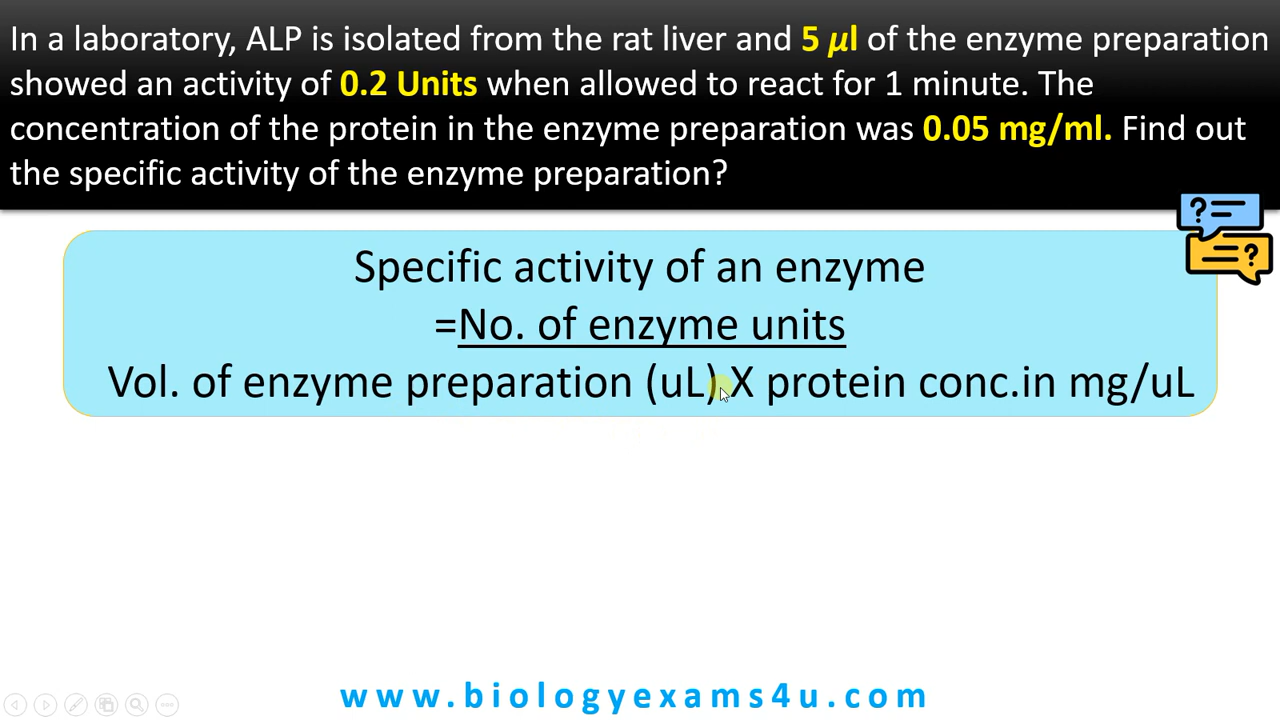 In a laboratory, ALP is isolated from the rat liver and 5 µl of the enzyme preparation
showed an activity of 0.2 Units when allowed to react for 1 minute. The
concentration of the protein in the enzyme preparation was 0.05 mg/ml. Find out
the specific activity of the enzyme preparation?
Specific activity of an enzyme
=No. of enzyme units
Vol. of enzyme preparation (uL) X protein conc.in mg/uL
www.biologyexams4u.com